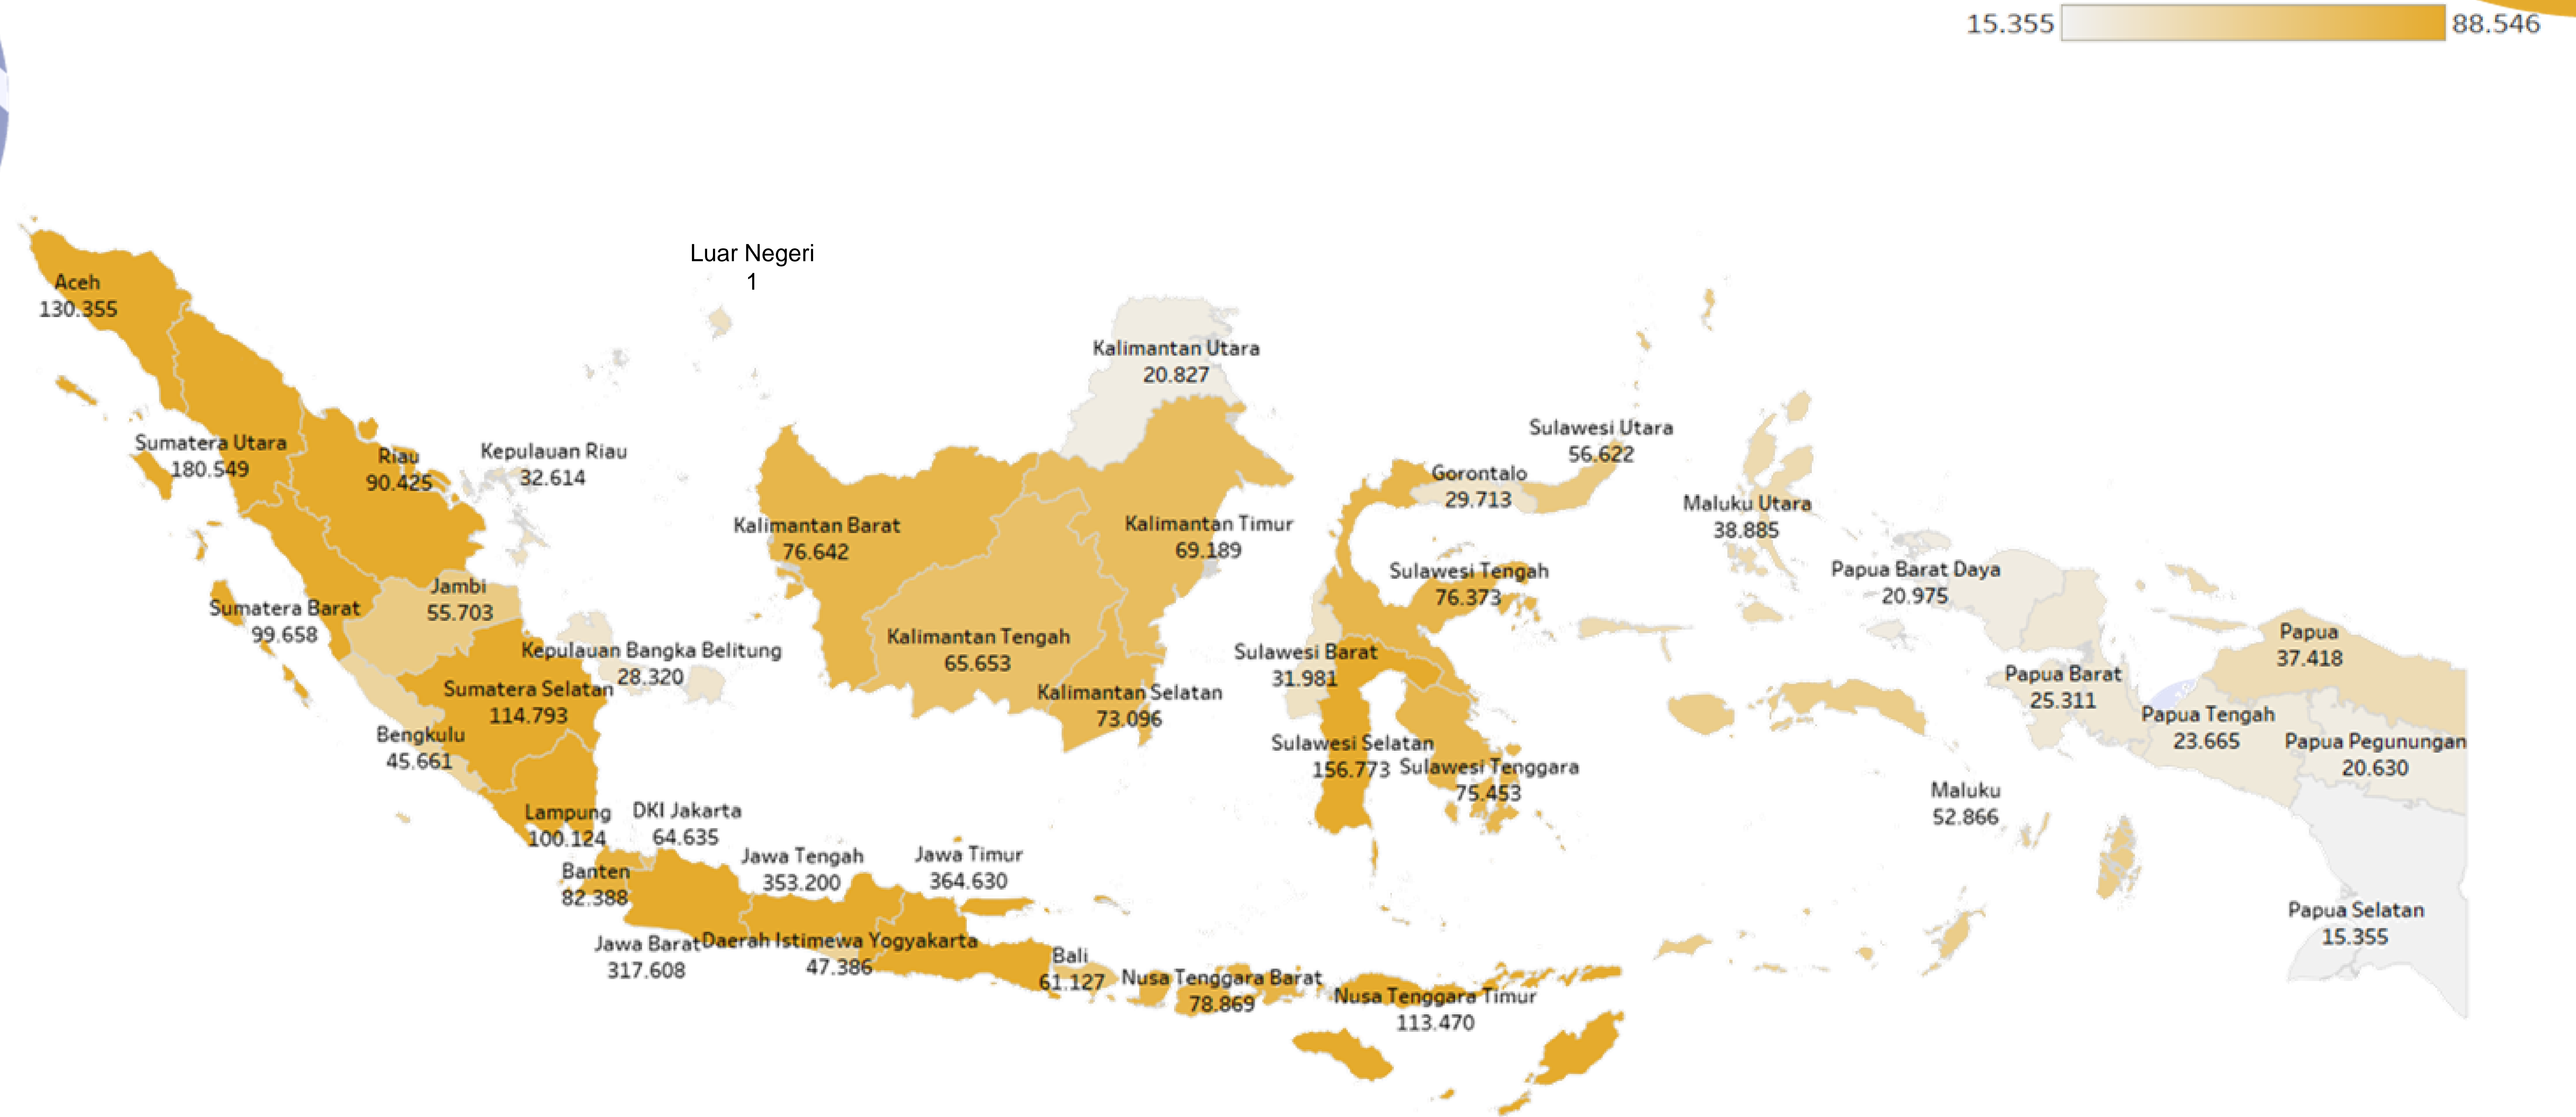 15.355 88.546
Luar Negeri
1
Aceh
130.355
Kalimantan Utara
20.827
Sumatera Utara
180.549
Riau
90.425
Kepulauan Riau
32.614
Sulawesi Utara
56.622
Gorontalo
29.713
Maluku Utara
38.885
Kalimantan Barat
76.642
Kalimantan Timur
69.189
Sulawesi Tengah
76.373
Papua Barat Daya
20.975
Jambi
55.703
Sumatera Barat
99.658
Kepulauan Bangka Belitung
28.320
Kalimantan Tengah
65.653
Sulawesi Barat
31.981
Papua
37.418
Papua Barat
25.311
Sumatera Selatan
114.793
Kalimantan Selatan
73.096
Papua Tengah
23.665
Papua Pegunungan
20.630
Bengkulu
45.661
Sulawesi Selatan
156.773
Sulawesi Tenggara
75.453
Maluku
52.866
Lampung
100.124
DKI Jakarta
64.635
Jawa Tengah
353.200
Jawa Timur
364.630
Banten
82.388
Papua Selatan
15.355
Jawa Barat
317.608
Daerah Istimewa Yogyakarta
47.386
Bali
61.127
Nusa Tenggara Barat
78.869
Nusa Tenggara Timur
113.470